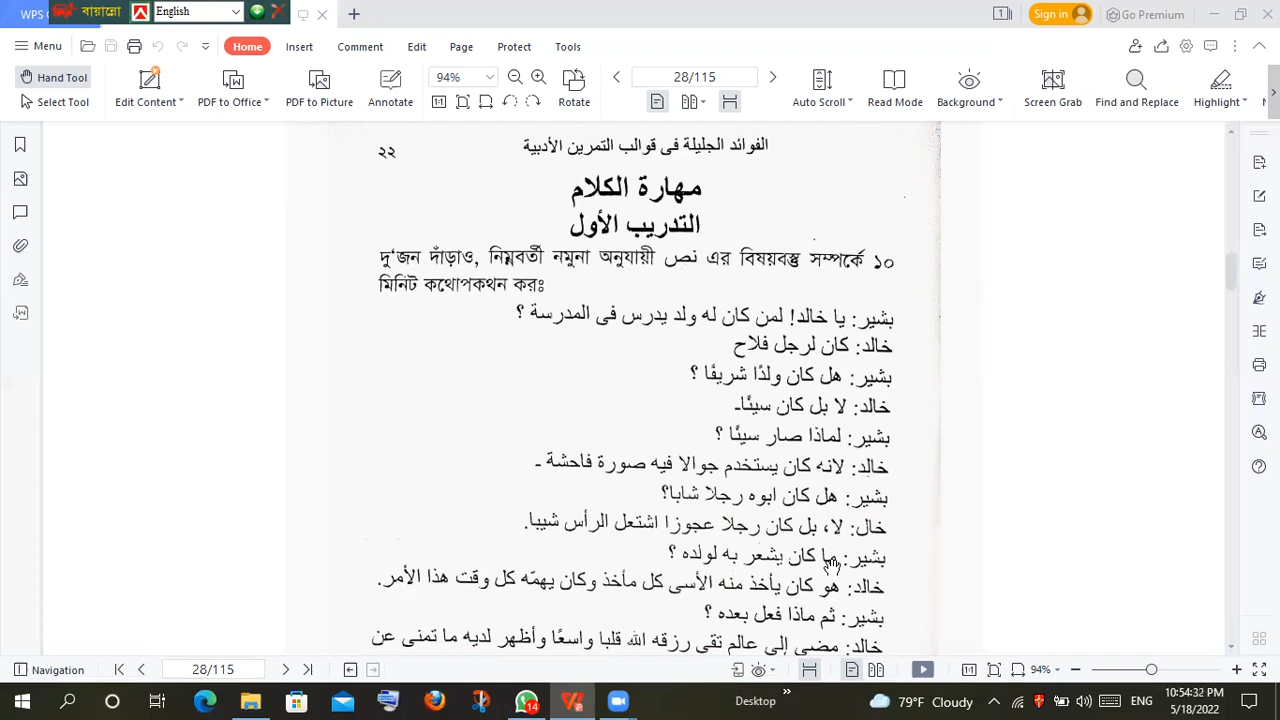 WPS
বায়ান্নো
English
Sign in
Go Premium
Menu
Home
Insert
Comment
Edit
Page
Protect
Tools
Hand Tool
Select Tool
Edit Content
PDF to Office
PDF to Picture
Annotate
94%
Rotate
28/115
Auto Scroll
Read Mode
Background
Screen Grab
Find and Replace
Highlight
الفوائد الجليلة فى قوالب التمرين الأدبية ٢٢
مهارة الكلام
التدريب الأول
দু'জন দাঁড়াও, নিম্নবর্তী নমুনা অনুযায়ী نص এর বিষয়বস্তু সম্পর্কে ১০
মিনিট কথোপকথন করঃ
بشير: يا خالد! لمن كان له ولد يدرس فى المدرسة ؟
خالد: كان لرجل فلاح
بشير: هل كان ولدًا شريفًا ؟
خالد: لا بل كان سيئًا۔
بشير: لماذا صار سيئًا ؟
خالد: لانه كان يستخدم جوالا فيه صورة فاحشة ۔
بشير: هل كان ابوه رجلا شابا؟
خال: لا، بل كان رجلا عجوزا اشتعل الرأس شيبا.
بشير: ما كان يشعر به لولده ؟
خالد: هو كان يأخذ منه الأسى كل مأخذ وكان يهمّه كل وقت هذا الأمر.
بشير: ثم ماذا فعل بعده ؟
خالد: مضى إلى عالم تقى رزقه الله قلبا واسعًا وأظهر لديه ما تمنى عن
Navigation
28/115
94%
14
Desktop
79°F Cloudy
ENG
10:54:32 PM
5/18/2022